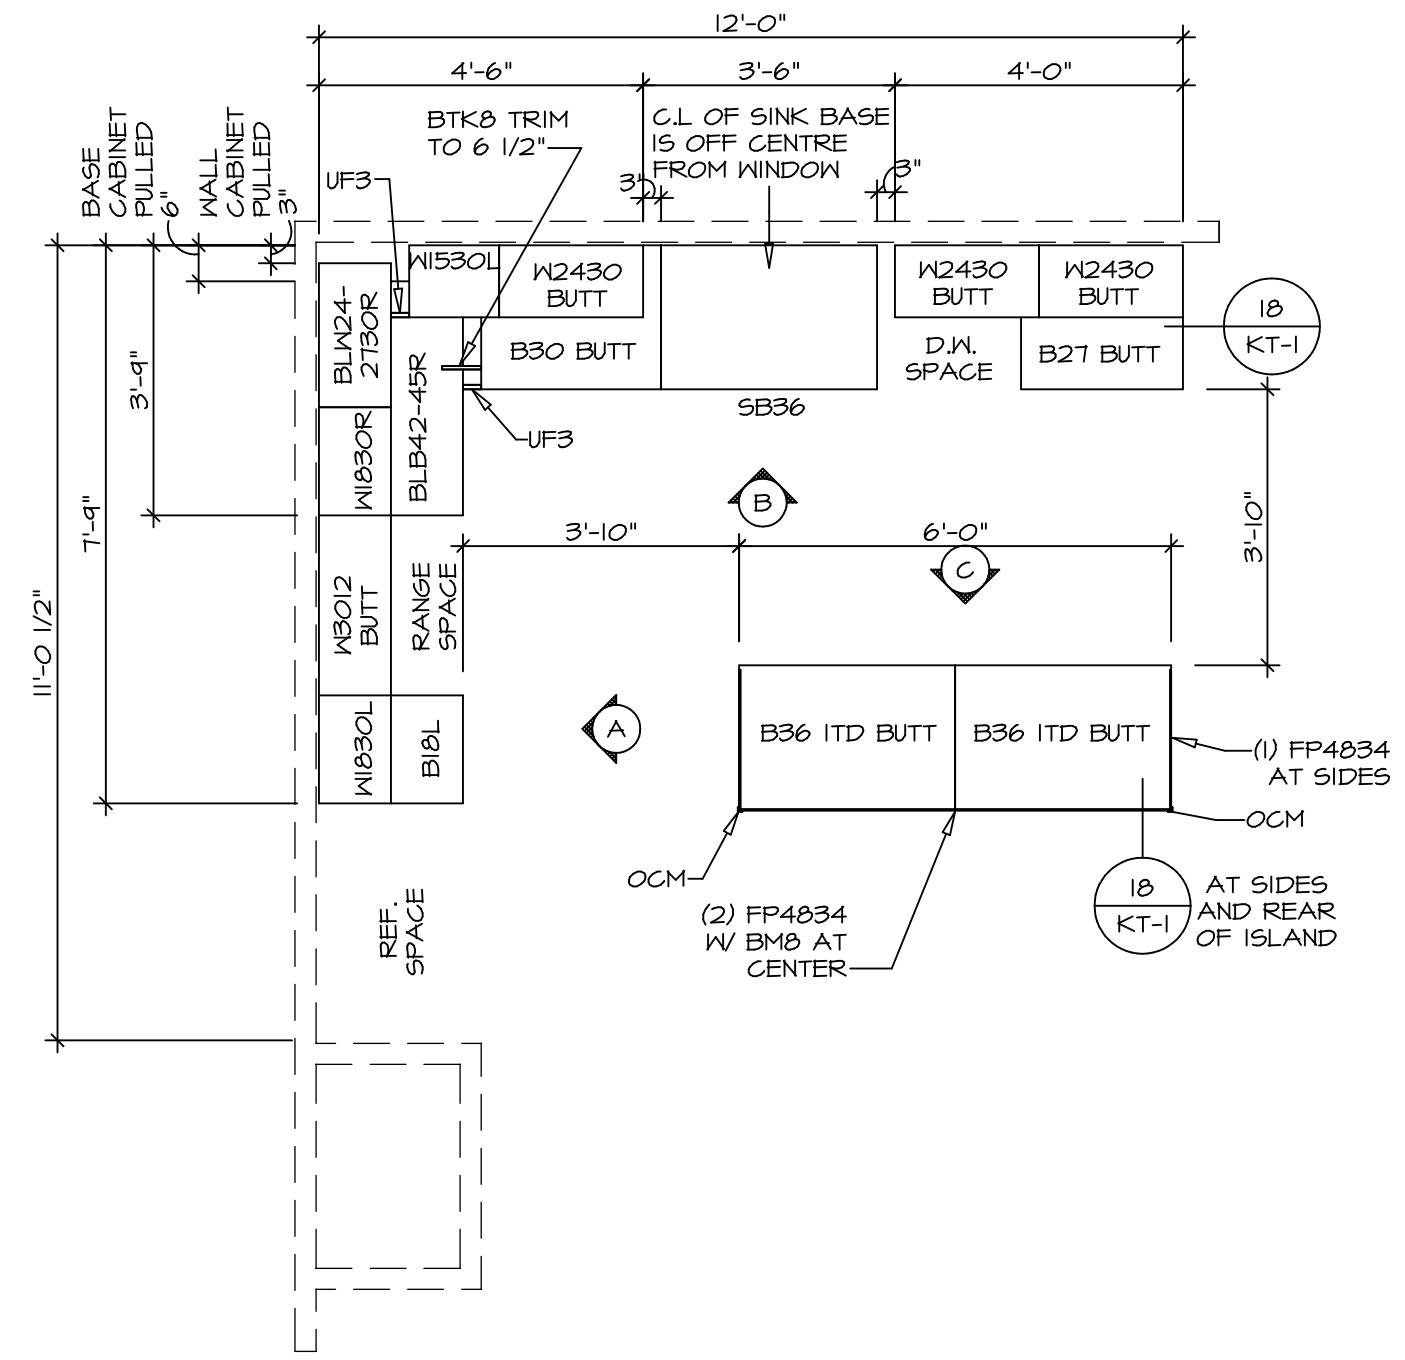 12'-0"
4'-6"
3'-6"
4'-0"
BTK8 TRIM
TO 6 1/2"
C.L OF SINK BASE
IS OFF CENTRE
FROM WINDOW
3"
3"
UF3
BASE
CABINET
PULLED
6"
WALL
CABINET
PULLED
3"
W1530L
W2430
BUTT
W2430
BUTT
W2430
BUTT
18
KT-1
BLW24-
2730R
B30 BUTT
D.W.
SPACE
B27 BUTT
SB36
UF3
BLB42-45R
W1830R
3'-9"
7'-9"
11'-0 1/2"
B
3'-10"
6'-0"
3'-10"
C
W3012
BUTT
RANGE
SPACE
A
W1830L
B18L
B36 1TD BUTT
B36 1TD BUTT
(1) FP4834
AT SIDES
OCM
OCM
(2) FP4834
W/ BM8 AT
CENTER
18
KT-1
AT SIDES
AND REAR
OF ISLAND
REF.
SPACE